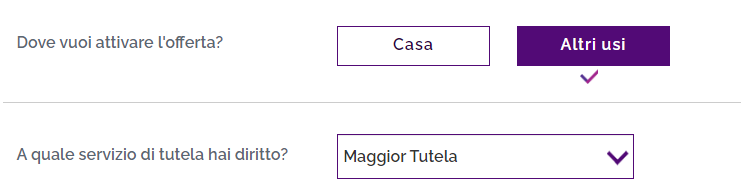 Dove vuoi attivare l'offerta?
Casa
Altri usi
A quale servizio di tutela hai diritto?
Maggior Tutela